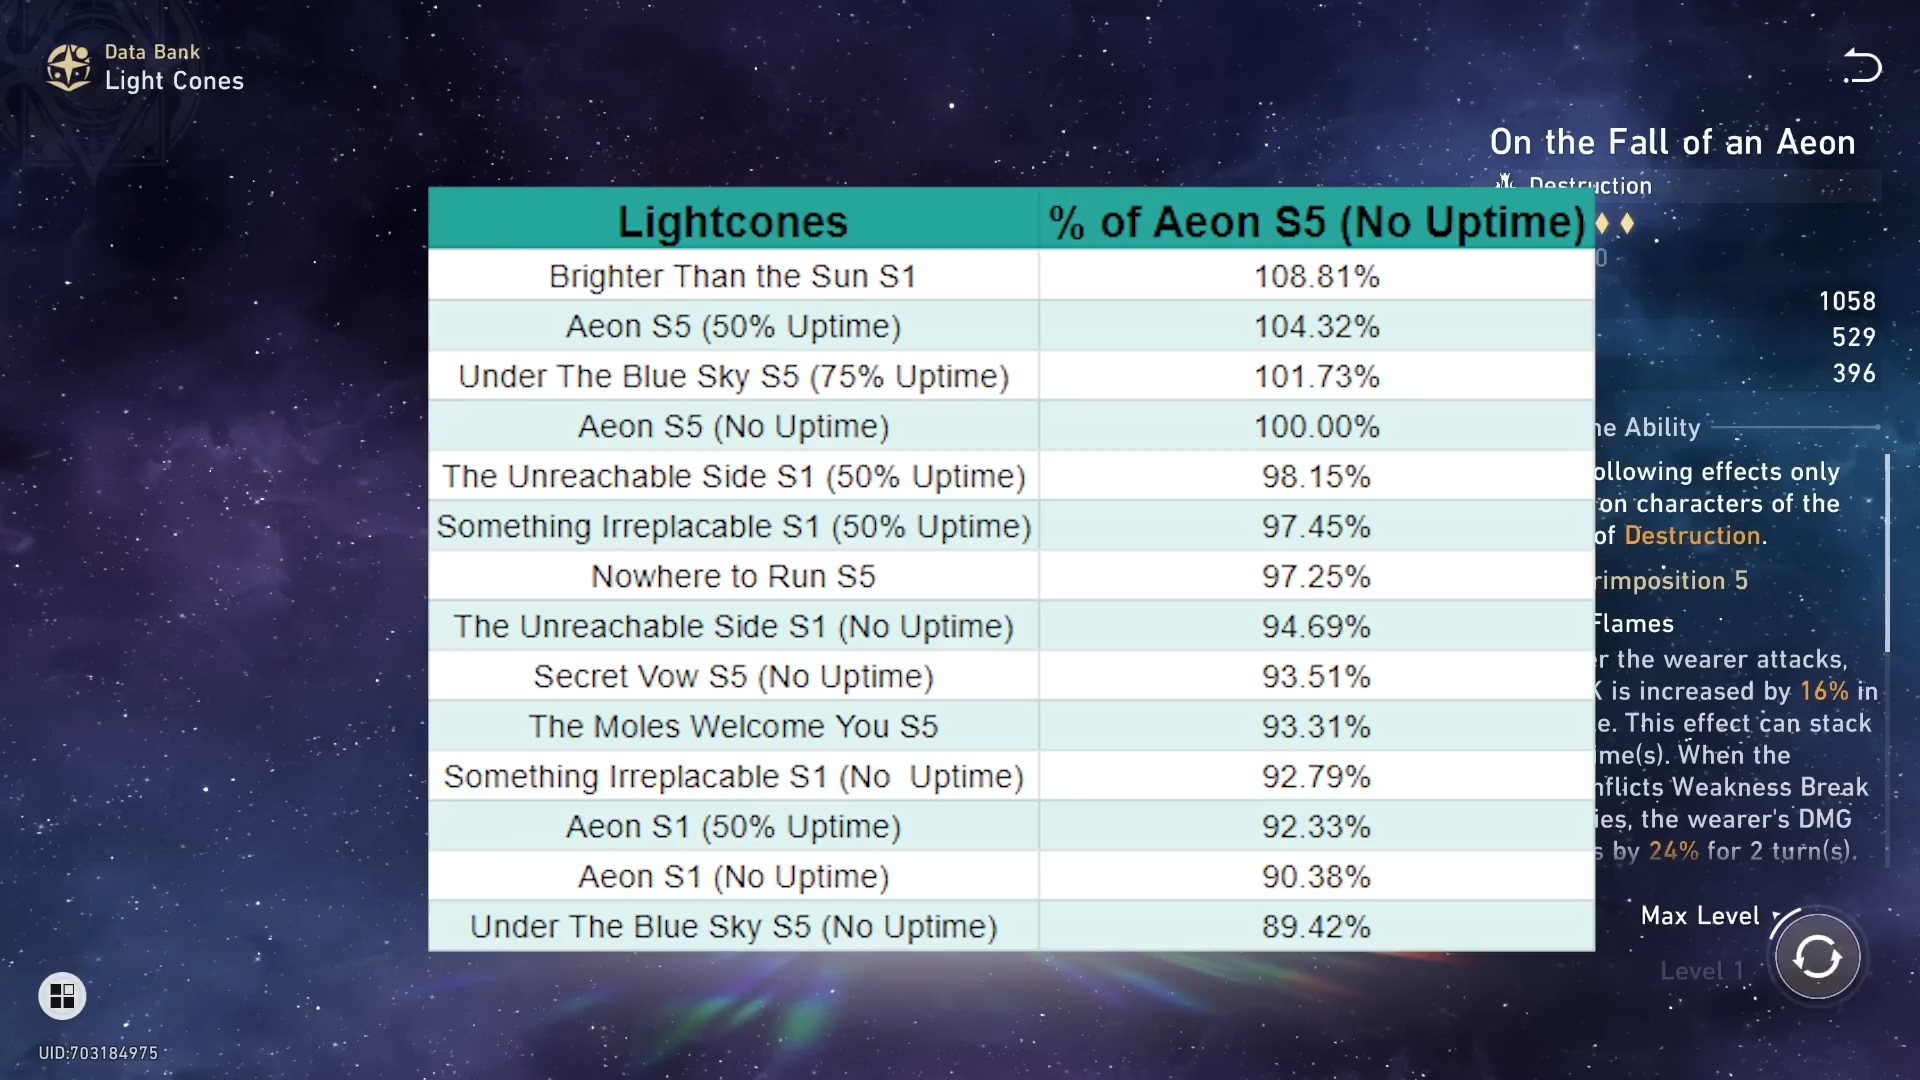 Data Bank
Light Cones
On the Fall of an Aeon
Destruction
Lightcones % of Aeon S5 (No Uptime)
0
Brighter Than the Sun S1 108.81%
1058
Aeon S5 (50% Uptime) 104.32%
529
Under The Blue Sky S5 (75% Uptime) 101.73%
396
Aeon S5 (No Uptime) 100.00%
The Unreachable Side S1 (50% Uptime) 98.15%
Something Irreplacable S1 (50% Uptime) 97.45%
Nowhere to Run S5 97.25%
The Unreachable Side S1 (No Uptime) 94.69%
Secret Vow S5 (No Uptime) 93.51%
The Moles Welcome You S5 93.31%
Something Irreplacable S1 (No Uptime) 92.79%
Aeon S1 (50% Uptime) 92.33%
Aeon S1 (No Uptime) 90.38%
Under The Blue Sky S5 (No Uptime) 89.42%
Ability
effects only
on characters of the
of Destruction.
5
Flames
the wearer attacks,
is increased by 16% in
This effect can stack
When the
Weakness Break
the wearer's DMG
by 24% for 2 turn(s).
Max Level
Level 1
UID:703184975